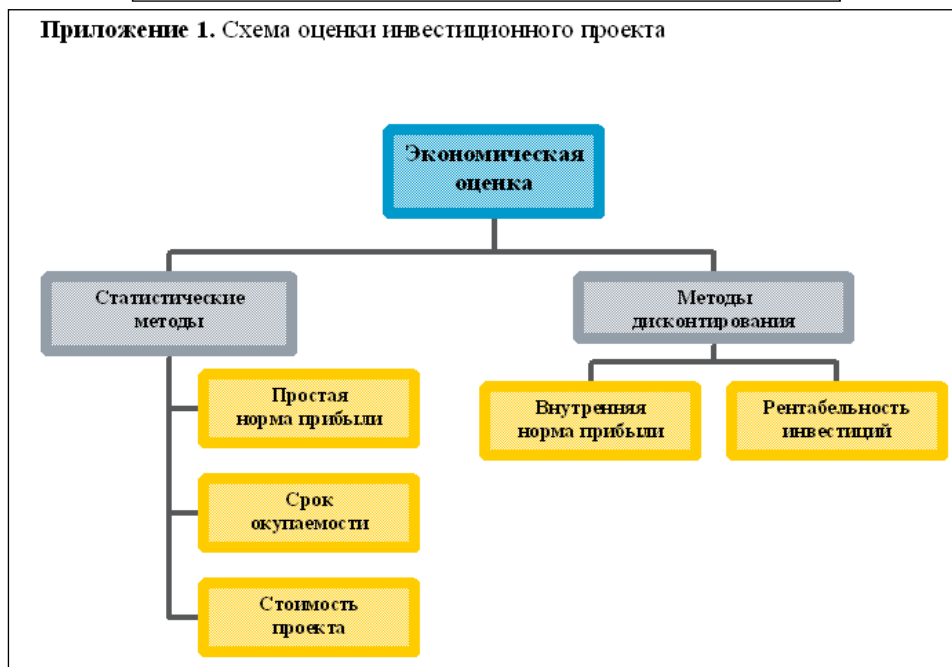 Приложение 1. Схема оценки инвестиционного проекта
Экономическая
оценка
Статистические
методы
Методы
дисконтирования
Простая
норма прибыли
Внутренняя
норма прибыли
Рентабельность
инвестиций
Срок
окупаемости
Стоимость
проекта